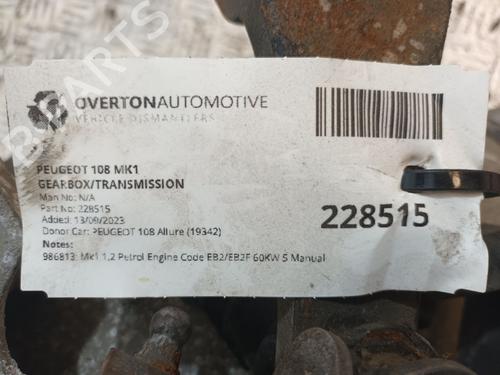 OVERTONAUTOMOTIVE
VEHICLE DISMANTLERS
PEUGEOT 108 MK1
GEARBOX/TRANSMISSION
Man No: N/A
Part No: 228515
Added: 13/09/2023
Donor Car: PEUGEOT 108 Allure (19342)
Notes:
986813: Mk1 1.2 Petrol Engine Code EB2/EB2F 60KW 5 Manual
228515